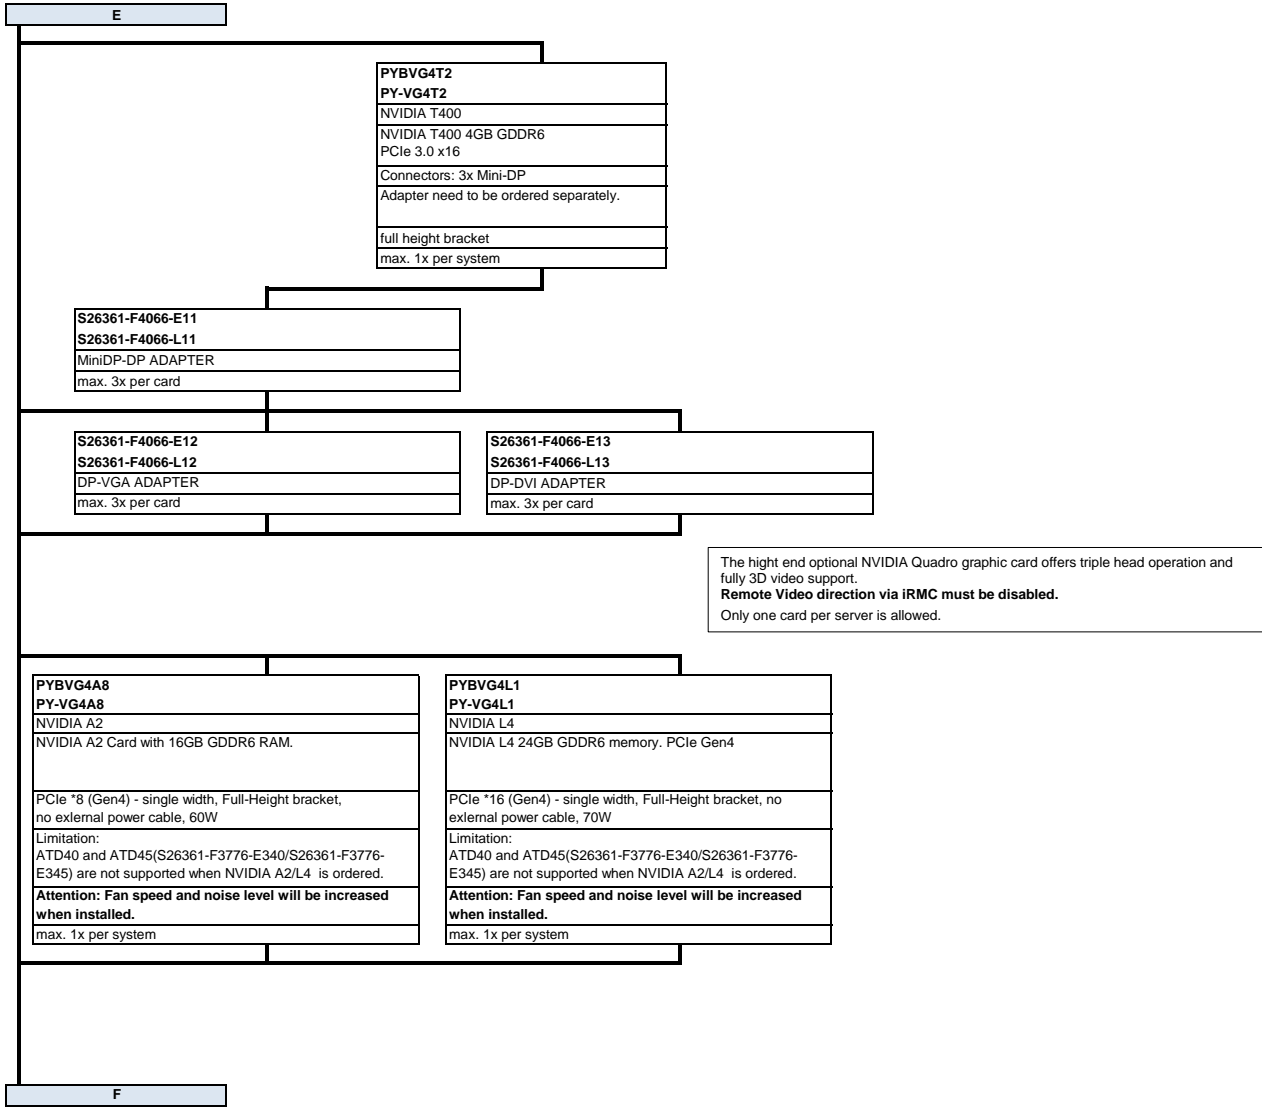 E
PYBVG4T2
PY-VG4T2
NVIDIA T400
NVIDIA T400 4GB GDDR6
PCIe 3.0 x16
Connectors: 3x Mini-DP
Adapter need to be ordered separately.
full height bracket
max. 1x per system
S26361-F4066-E11
S26361-F4066-L11
MiniDP-DP ADAPTER
max. 3x per card
S26361-F4066-E12
S26361-F4066-L12
DP-VGA ADAPTER
max. 3x per card
S26361-F4066-E13
S26361-F4066-L13
DP-DVI ADAPTER
max. 3x per card
The hight end optional NVIDIA Quadro graphic card offers triple head operation and
fully 3D video support.
Remote Video direction via iRMC must be disabled.
Only one card per server is allowed.
PYBVG4A8
PY-VG4A8
NVIDIA A2
NVIDIA A2 Card with 16GB GDDR6 RAM.
PCIe *8 (Gen4) - single width, Full-Height bracket,
no exlernal power cable, 60W
Limitation:
ATD40 and ATD45(S26361-F3776-E340/S26361-F3776-
E345) are not supported when NVIDIA A2/L4  is ordered.
Attention: Fan speed and noise level will be increased
when installed.
max. 1x per system
PYBVG4L1
PY-VG4L1
NVIDIA L4
NVIDIA L4 24GB GDDR6 memory. PCIe Gen4
PCIe *16 (Gen4) - single width, Full-Height bracket, no
exlernal power cable, 70W
Limitation:
ATD40 and ATD45(S26361-F3776-E340/S26361-F3776-
E345) are not supported when NVIDIA A2/L4  is ordered.
Attention: Fan speed and noise level will be increased
when installed.
max. 1x per system
F